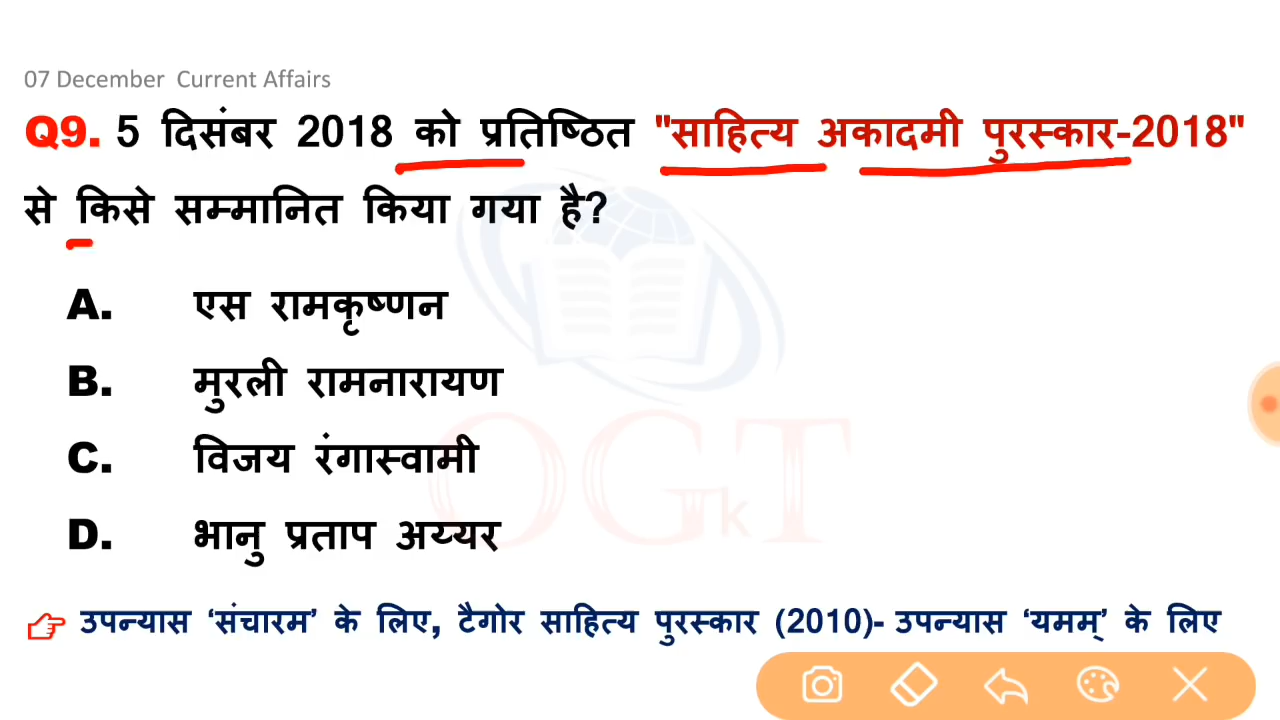 07 December Current Affairs
Q9. 5 दिसंबर 2018 को प्रतिष्ठित "साहित्य अकादमी पुरस्कार-2018"
से किसे सम्मानित किया गया है?
A. एस रामकृष्णन
B. मुरली रामनारायण
C. विजय रंगास्वामी
D. भानु प्रताप अय्यर
OGTk
उपन्यास ‘संचारम’ के लिए, टैगोर साहित्य पुरस्कार (2010)- उपन्यास ‘यमम्’ के लिए